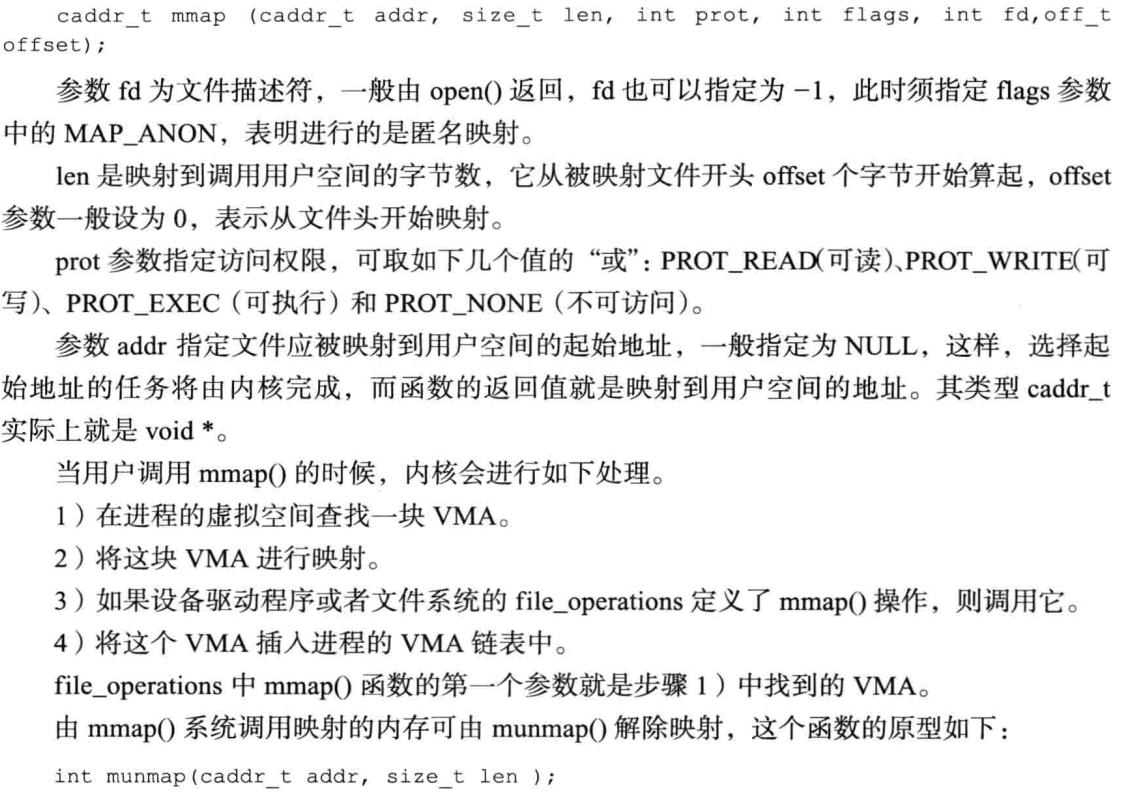 caddr_t mmap (caddr_t addr, size_t len, int prot, int flags, int fd,off_t
offset);
参数 fd 为文件描述符，一般由 open() 返回，fd 也可以指定为 −1，此时须指定 flags 参数
中的 MAP_ANON，表明进行的是匿名映射。
len 是映射到调用用户空间的字节数，它从被映射文件开头 offset 个字节开始算起，offset
参数一般设为 0，表示从文件头开始映射。
prot 参数指定访问权限，可取如下几个值的“或”：PROT_READ(可读)、PROT_WRITE(可
写)、PROT_EXEC（可执行）和 PROT_NONE（不可访问）。
参数 addr 指定文件应被映射到用户空间的起始地址，一般指定为 NULL，这样，选择起
始地址的任务将由内核完成，而函数的返回值就是映射到用户空间的地址。其类型 caddr_t
实际上就是 void *。
当用户调用 mmap() 的时候，内核会进行如下处理。
1）在进程的虚拟空间查找一块 VMA。
2）将这块 VMA 进行映射。
3）如果设备驱动程序或者文件系统的 file_operations 定义了 mmap() 操作，则调用它。
4）将这个 VMA 插入进程的 VMA 链表中。
file_operations 中 mmap() 函数的第一个参数就是步骤 1）中找到的 VMA。
由 mmap() 系统调用映射的内存可由 munmap() 解除映射，这个函数的原型如下：
int munmap(caddr_t addr, size_t len );